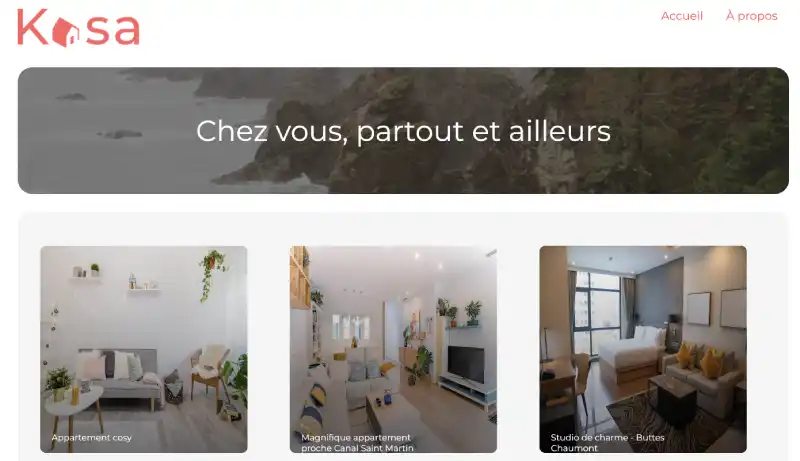 Kasa
Accueil
À propos
Chez vous, partout et ailleurs
Appartement cosy
Magnifique appartement
proche Canal Saint Martin
Studio de charme - Buttes
Chaumont